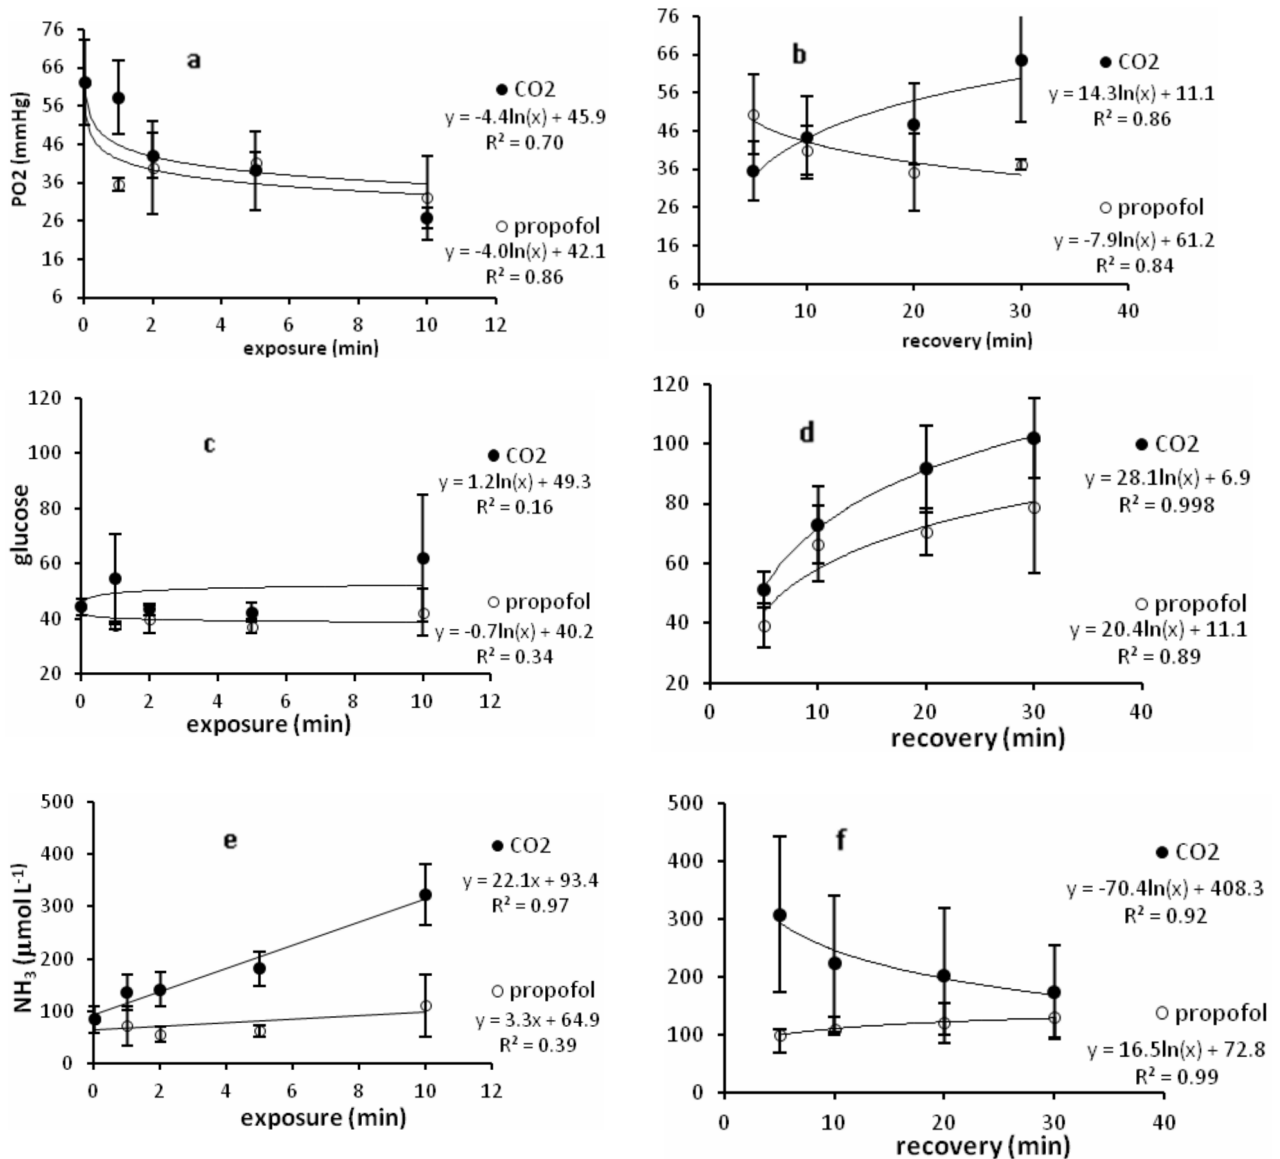 76
66
56
46
36
26
16
6
PO2 (mmHg)
a
CO2
y = -4.4ln(x) + 45.9
R² = 0.70
propofol
y = -4.0ln(x) + 42.1
R² = 0.86
0 2 4 6 8 10 12
exposure (min)
76
66
56
46
36
26
16
6
b
CO2
y = 14.3ln(x) + 11.1
R² = 0.86
propofol
y = -7.9ln(x) + 61.2
R² = 0.84
0 10 20 30 40
recovery (min)
120
100
80
60
40
20
glucose
c
CO2
y = 1.2ln(x) + 49.3
R² = 0.16
propofol
y = -0.7ln(x) + 40.2
R² = 0.34
0 2 4 6 8 10 12
exposure (min)
120
100
80
60
40
20
d
CO2
y = 28.1ln(x) + 6.9
R² = 0.998
propofol
y = 20.4ln(x) + 11.1
R² = 0.89
0 10 20 30 40
recovery (min)
500
400
300
200
100
0
NH₃ (µmol L⁻¹)
e
CO2
y = 22.1x + 93.4
R² = 0.97
propofol
y = 3.3x + 64.9
R² = 0.39
0 2 4 6 8 10 12
exposure (min)
500
400
300
200
100
0
f
CO2
y = -70.4ln(x) + 408.3
R² = 0.92
propofol
y = 16.5ln(x) + 72.8
R² = 0.99
0 10 20 30 40
recovery (min)